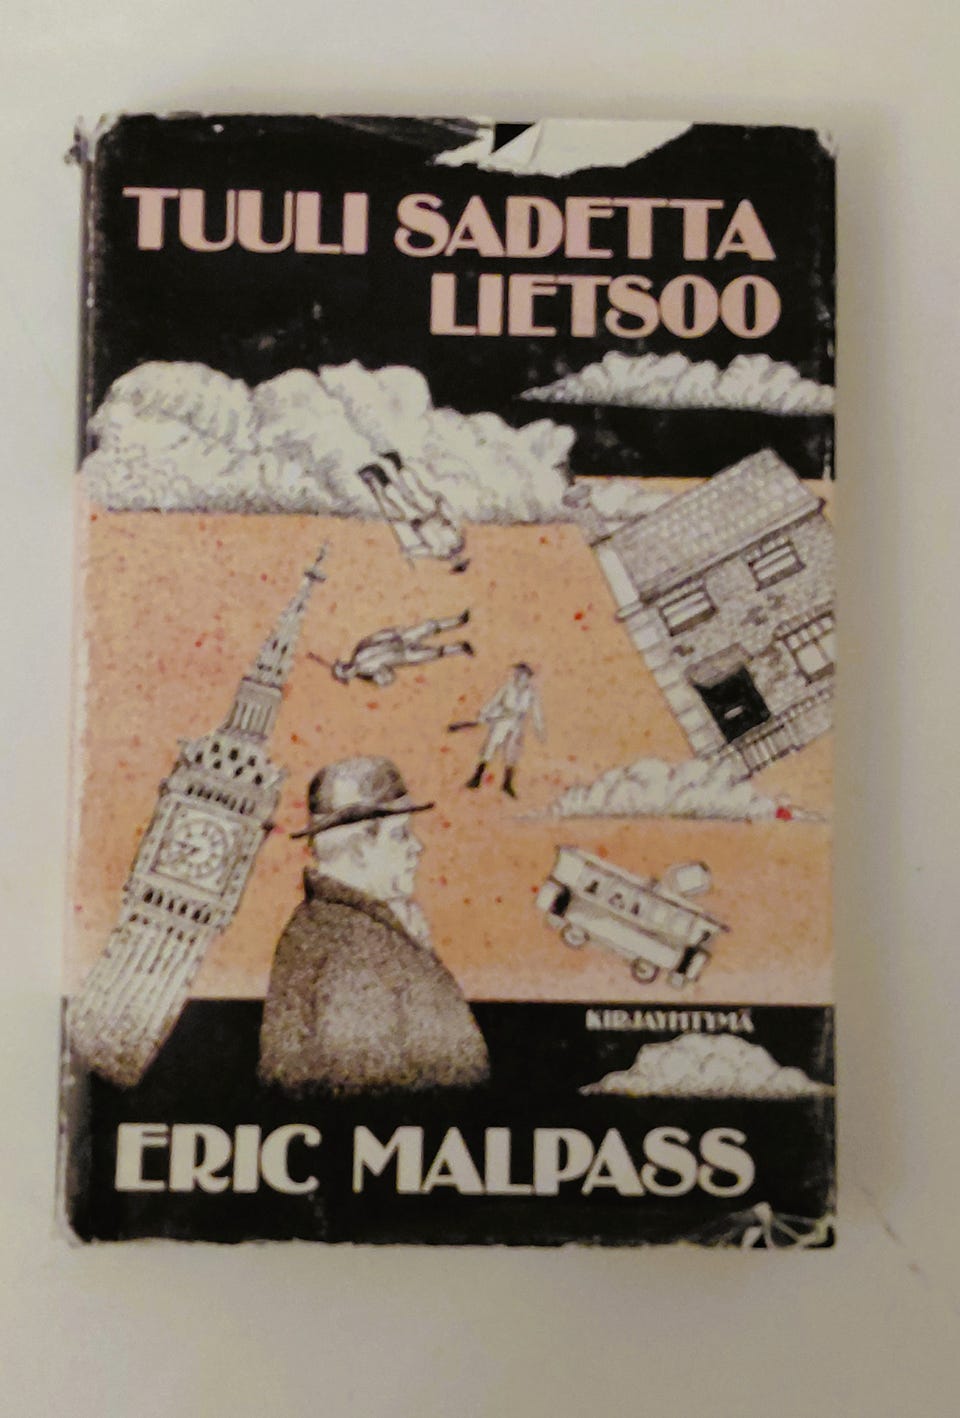 TUULI SADETTA
LIETSOO
KIRJAYHTYMÄ
ERIC MALPASS